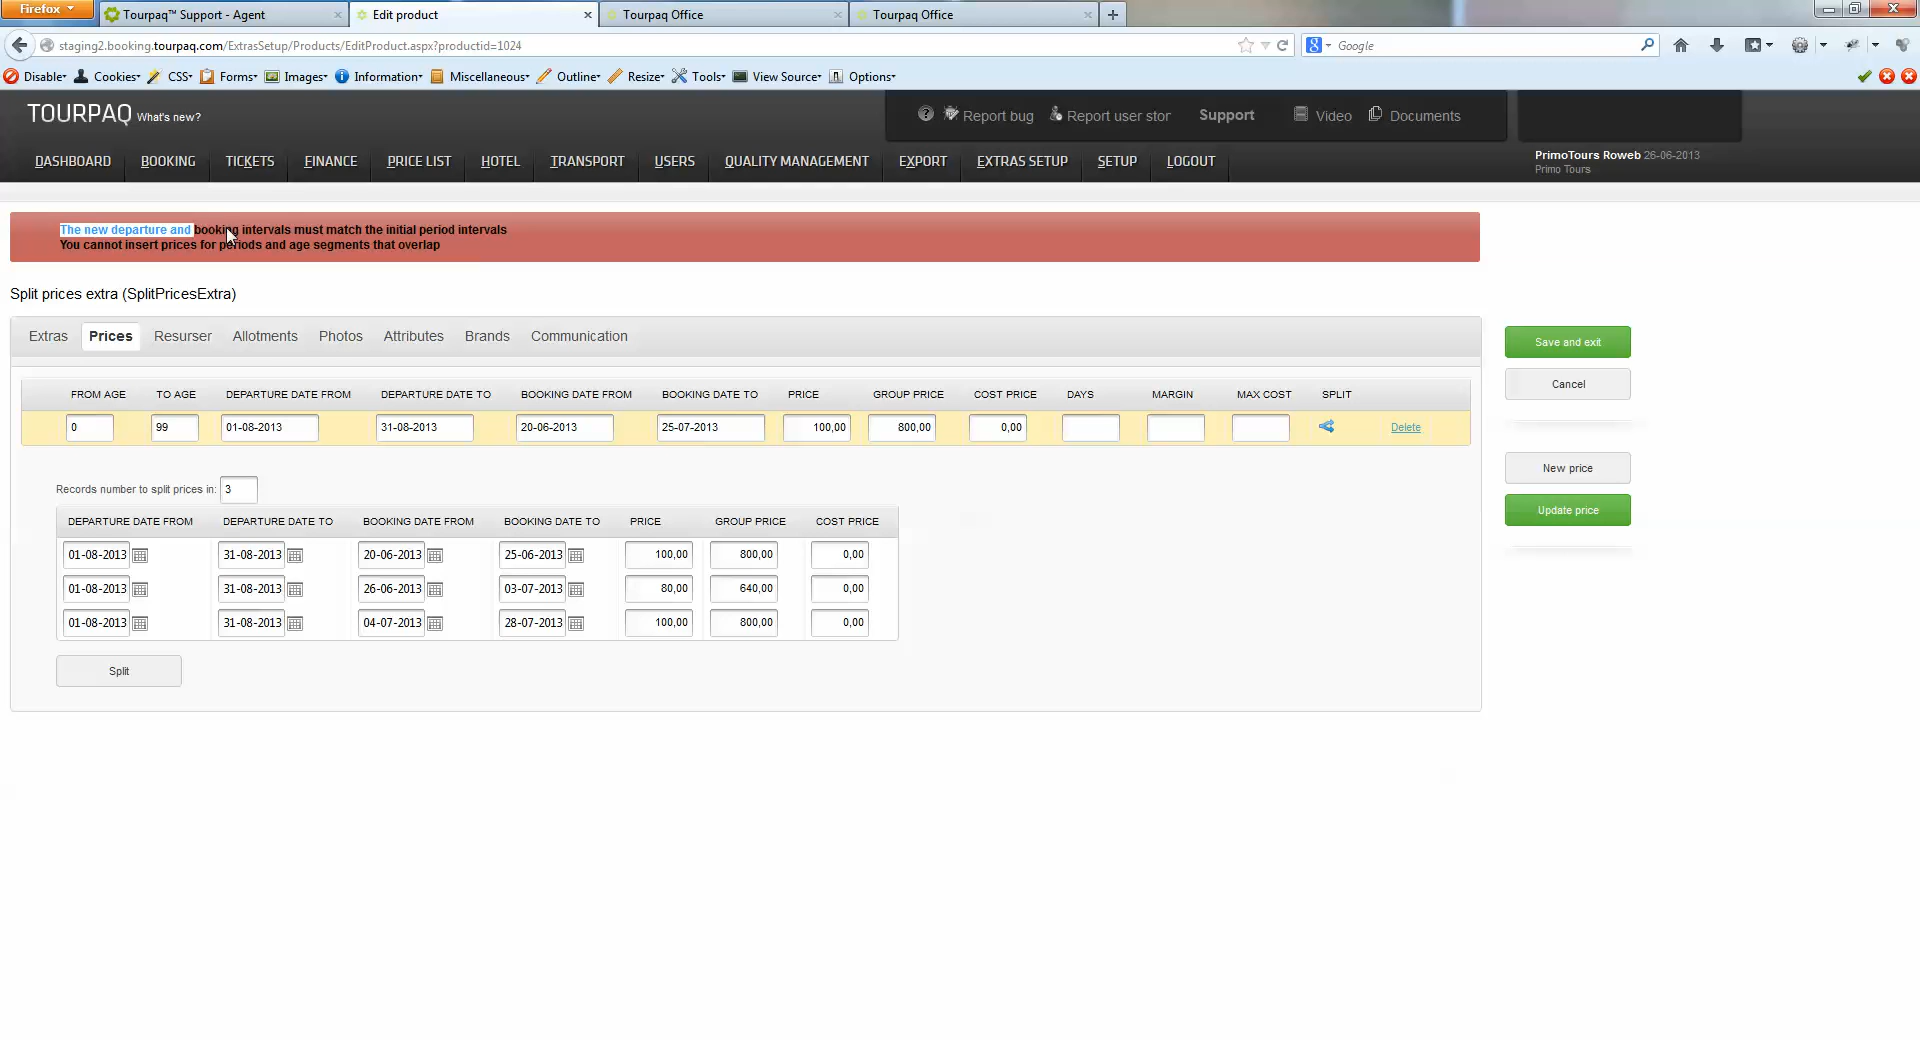 Firefox
Tourpaq™ Support - Agent
Edit product
Tourpaq Office
Tourpaq Office
staging2.booking.tourpaq.com/ExtrasSetup/Products/EditProduct.aspx?productid=1024
Google
Disable Cookies CSS Forms Images Information Miscellaneous Outline Resize Tools View Source Options
TOURPAQ What's new?
Report bug Report user stor Support Video Documents
DASHBOARD BOOKING TICKETS FINANCE PRICE LIST HOTEL TRANSPORT USERS QUALITY MANAGEMENT EXPORT EXTRAS SETUP SETUP LOGOUT
PrimoTours Roweb 26-06-2013
Primo Tours
The new departure and booking intervals must match the initial period intervals
You cannot insert prices for periods and age segments that overlap
Split prices extra (SplitPricesExtra)
Extras Prices Resurser Allotments Photos Attributes Brands Communication
FROM AGE TO AGE DEPARTURE DATE FROM DEPARTURE DATE TO BOOKING DATE FROM BOOKING DATE TO PRICE GROUP PRICE COST PRICE DAYS MARGIN MAX COST SPLIT
0 99 01-08-2013 31-08-2013 20-06-2013 25-07-2013 100,00 800,00 0,00 Delete
Records number to split prices in: 3
DEPARTURE DATE FROM DEPARTURE DATE TO BOOKING DATE FROM BOOKING DATE TO PRICE GROUP PRICE COST PRICE
01-08-2013 31-08-2013 20-06-2013 25-06-2013 100,00 800,00 0,00
01-08-2013 31-08-2013 26-06-2013 03-07-2013 80,00 640,00 0,00
01-08-2013 31-08-2013 04-07-2013 28-07-2013 100,00 800,00 0,00
Split
Save and exit
Cancel
New price
Update price